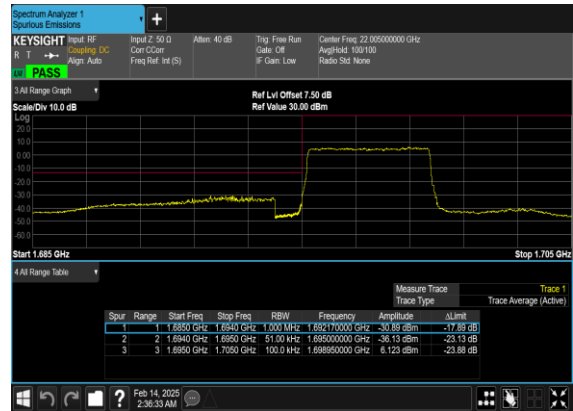 Spectrum Analyzer 1
Spurious Emissions
+
KEYSIGHT
R T
Input: RF
Coupling: DC
Align: Auto
Input Z: 50 Ω
Corr CCorr
Freq Ref: Int (S)
Atten: 40 dB
Trig: Free Run
Gate: Off
IF Gain: Low
Center Freq: 22.005000000 GHz
Avg|Hold: 100/100
Radio Std: None
PASS
3 All Range Graph
Scale/Div 10.0 dB
Ref Lvl Offset 7.50 dB
Ref Value 30.00 dBm
Log
20.0
10.0
0.00
-10.0
-20.0
-30.0
-40.0
-50.0
-60.0
Start 1.685 GHz
Stop 1.705 GHz
4 All Range Table
Measure Trace Trace 1
Trace Type Trace Average (Active)
Spur Range Start Freq Stop Freq RBW Frequency Amplitude ΔLimit
1 1 1.6850 GHz 1.6940 GHz 1.000 MHz 1.692170000 GHz -30.89 dBm -17.89 dB
2 2 1.6940 GHz 1.6950 GHz 51.00 kHz 1.695000000 GHz -36.13 dBm -23.13 dB
3 3 1.6950 GHz 1.7050 GHz 100.0 kHz 1.698950000 GHz 6.123 dBm -23.88 dB
?
Feb 14, 2025
2:36:33 AM